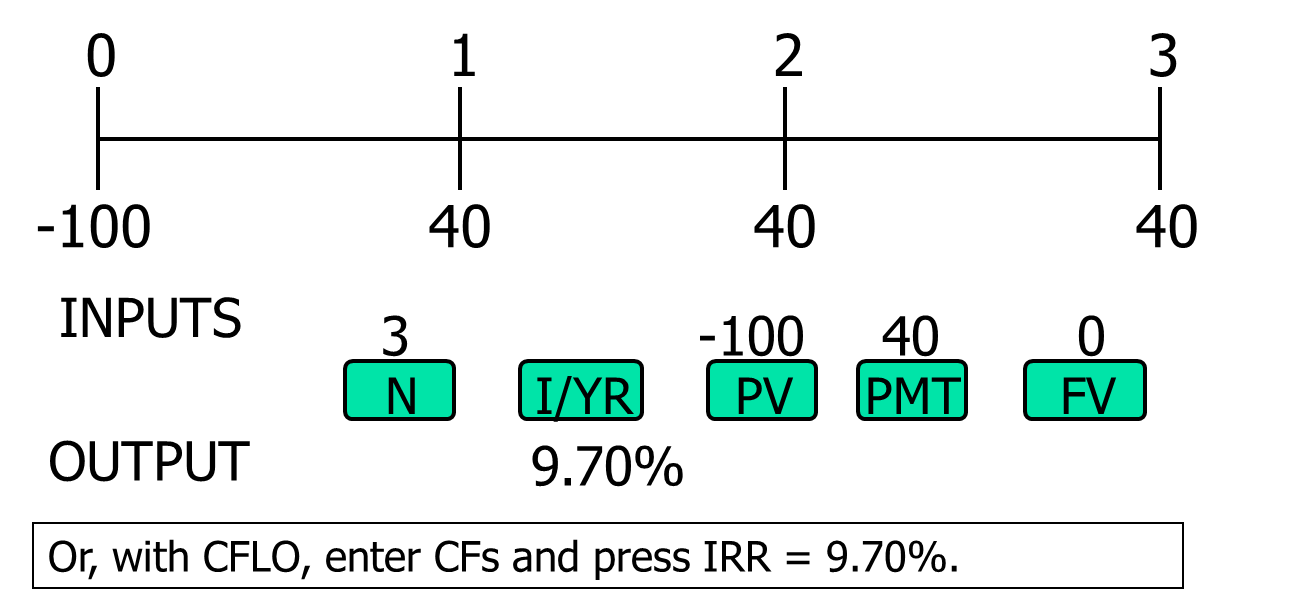 0 1 2 3
-100 40 40 40
INPUTS 3 -100 40 0
N I/YR PV PMT FV
OUTPUT 9.70%
Or, with CFLO, enter CFs and press IRR = 9.70%.